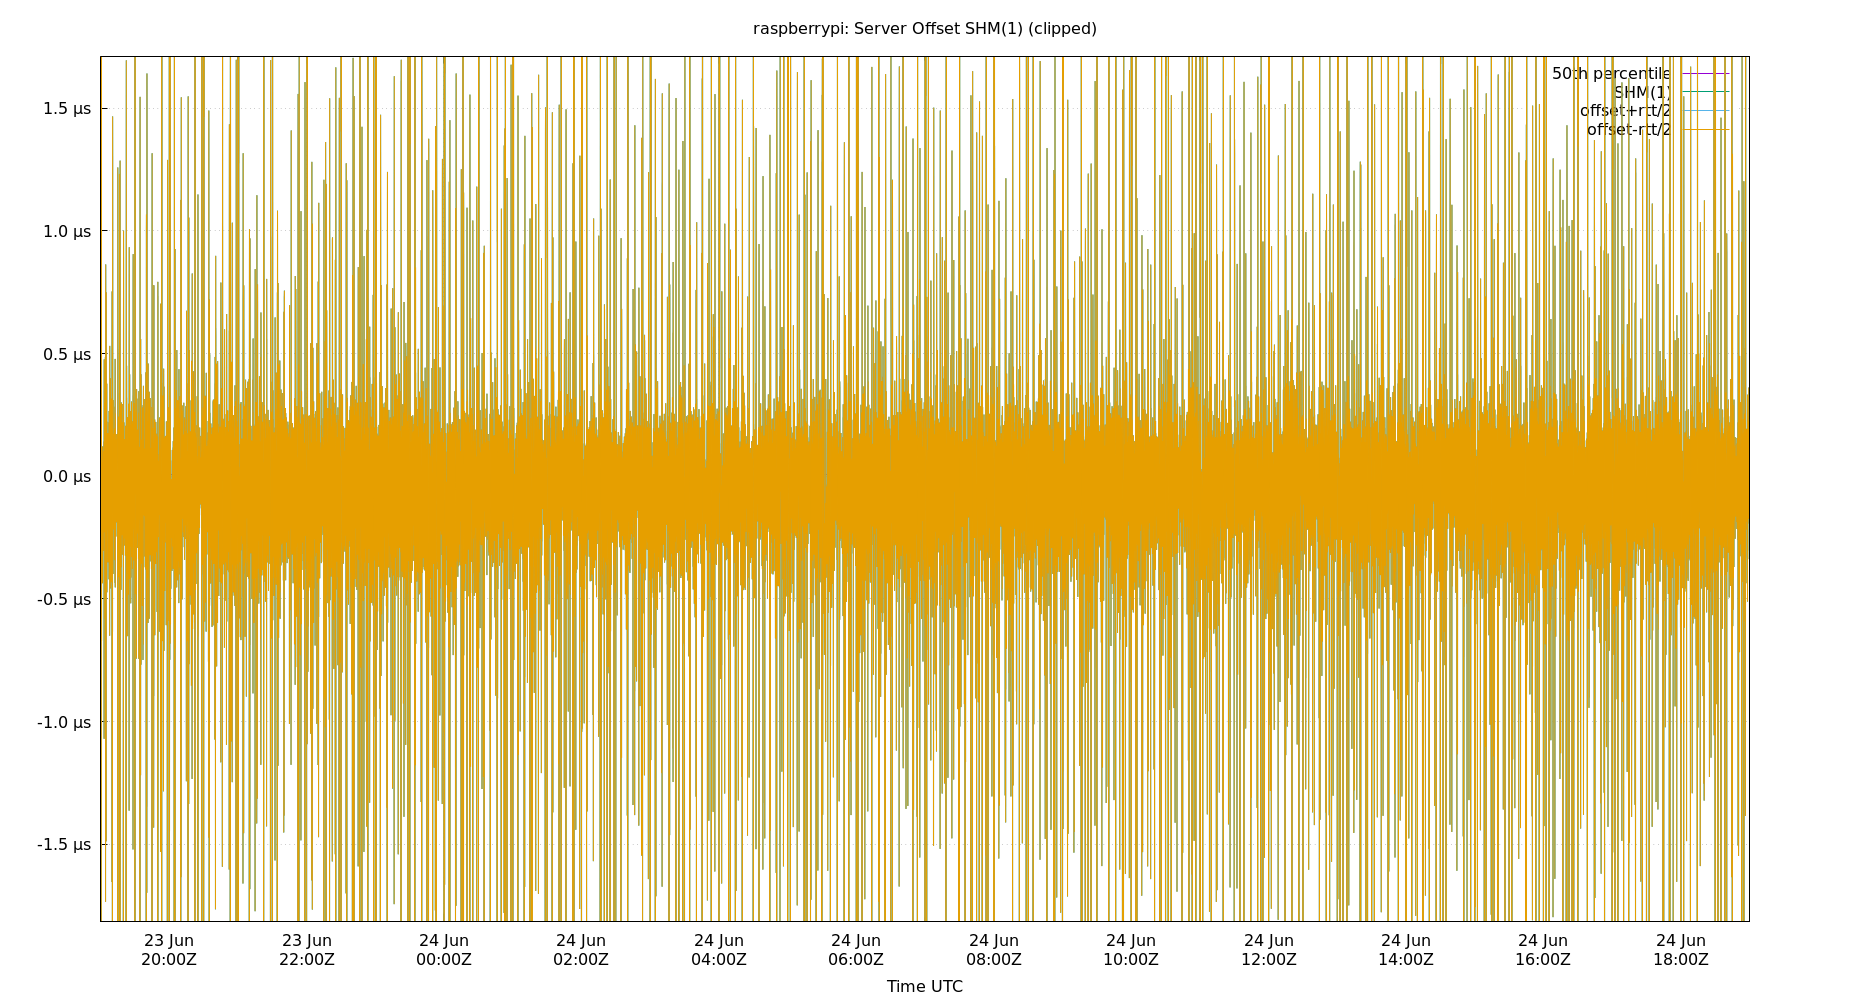 raspberrypi: Server Offset SHM(1) (clipped)
50th percentile
SHM(1)
offset+rtt/2
offset-rtt/2
1.5 µs
1.0 µs
0.5 µs
0.0 µs
-0.5 µs
-1.0 µs
-1.5 µs
23 Jun 23 Jun 24 Jun 24 Jun 24 Jun 24 Jun 24 Jun 24 Jun 24 Jun 24 Jun 24 Jun 24 Jun
20:00Z 22:00Z 00:00Z 02:00Z 04:00Z 06:00Z 08:00Z 10:00Z 12:00Z 14:00Z 16:00Z 18:00Z
Time UTC